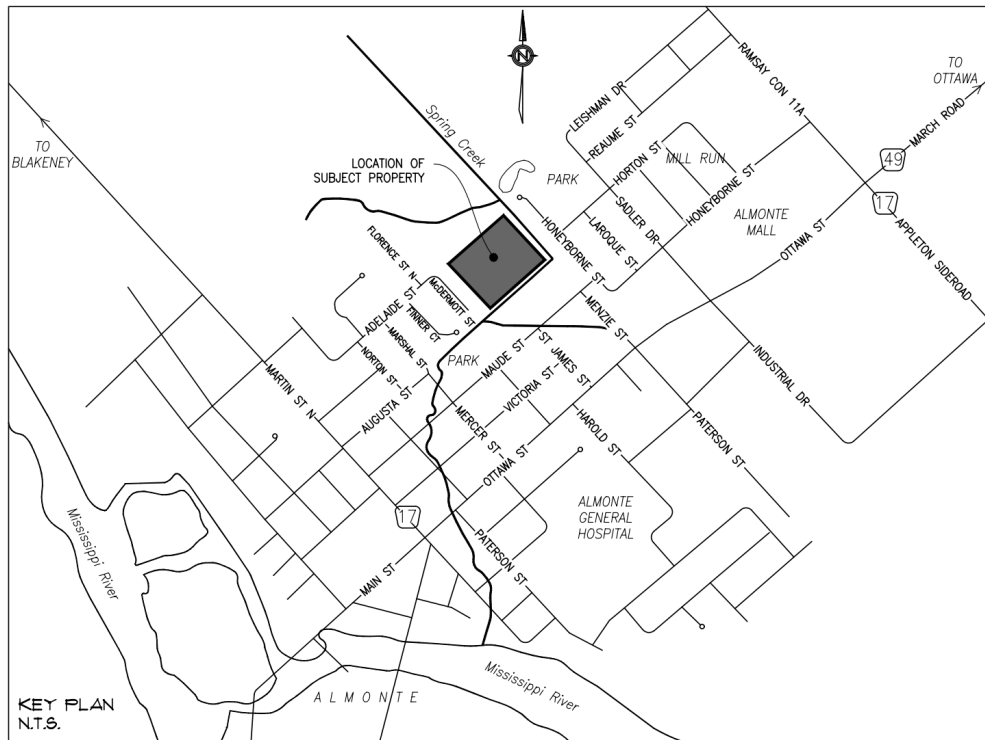 N
TO
OTTAWA
RAMSAY CON 11A
MARCH ROAD
49
17
APPLETON SIDEROAD
LEISHMAN DR
REAUME ST
HORTON ST
MILL RUN
HONEYBORNE ST
SADLER DR
LAROQUE ST
ALMONTE
MALL
OTTAWA ST
Spring Creek
PARK
HONEYBORNE ST
TO
BLAKENEY
LOCATION OF
SUBJECT PROPERTY
FLORENCE ST N
McDERMOTT ST
ADELAIDE ST
TINNER CT
MARSHAL ST
NORTON ST
PARK
AUGUSTA ST
MAUDE ST
ST JAMES ST
MENZIE ST
VICTORIA ST
MERCER ST
HAROLD ST
INDUSTRIAL DR
PATERSON ST
OTTAWA ST
MARTIN ST N
17
ALMONTE
GENERAL
HOSPITAL
PATERSON ST
MAIN ST
Mississippi River
Mississippi River
ALMONTE
KEY PLAN
N.T.S.